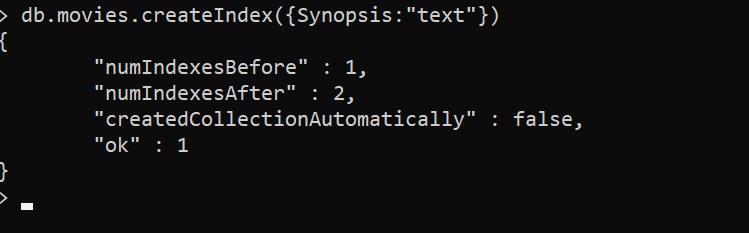 > db.movies.createIndex({Synopsis:"text"})
{
        "numIndexesBefore" : 1,
        "numIndexesAfter" : 2,
        "createdCollectionAutomatically" : false,
        "ok" : 1
}
>